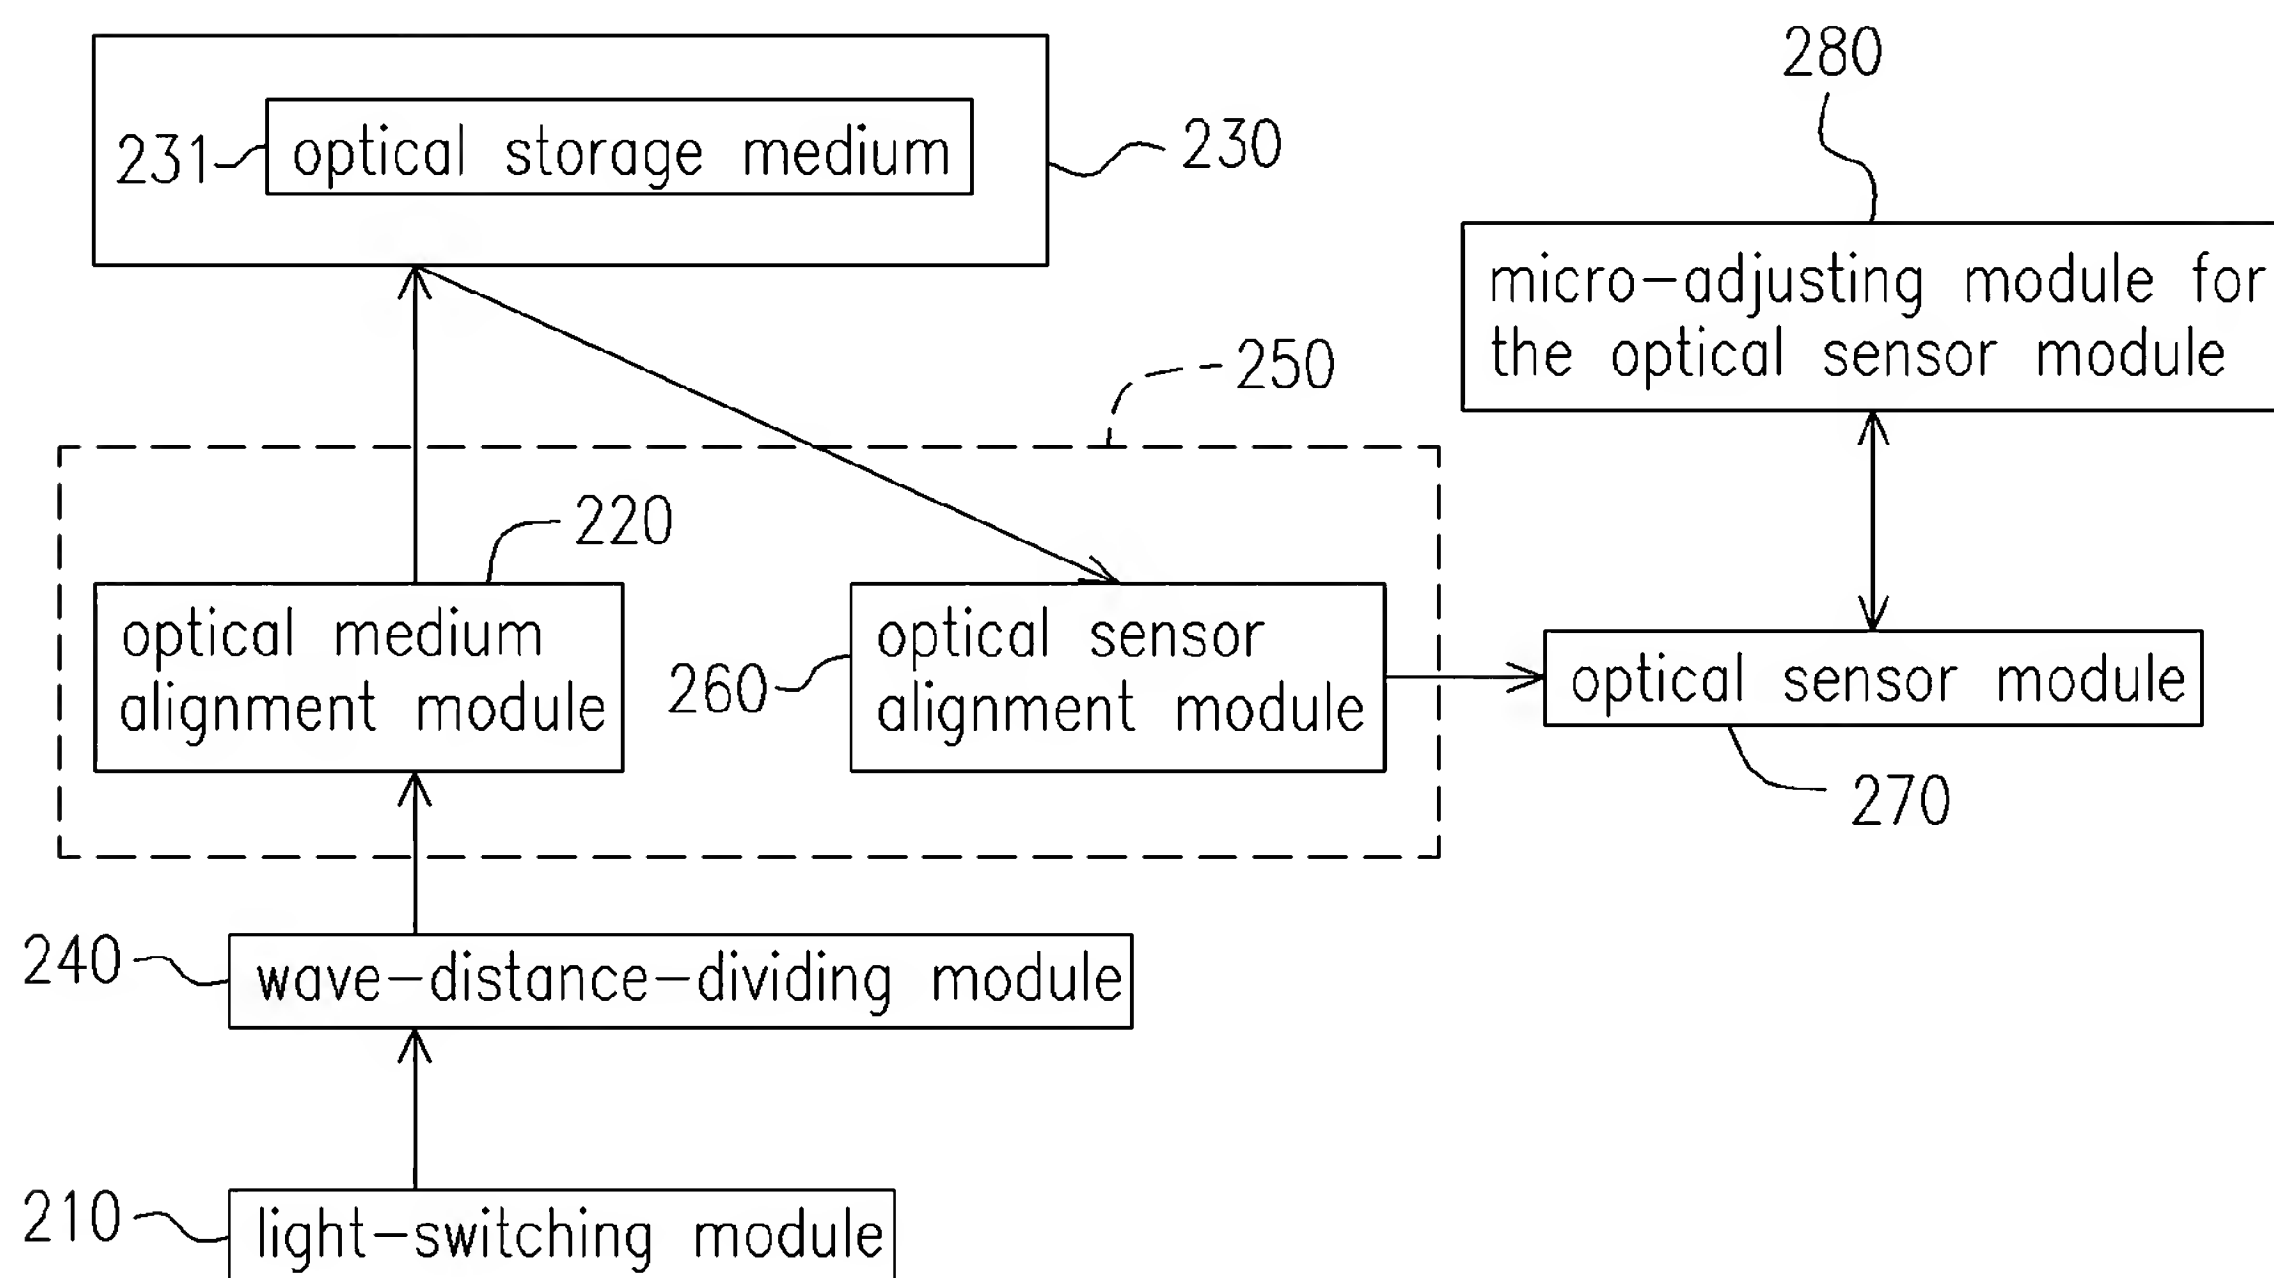 280
231 optical storage medium 230
micro-adjusting module for
the optical sensor module
250
220
optical medium
alignment module
260
optical sensor
alignment module
optical sensor module
270
240 wave-distance-dividing module
210 light-switching module